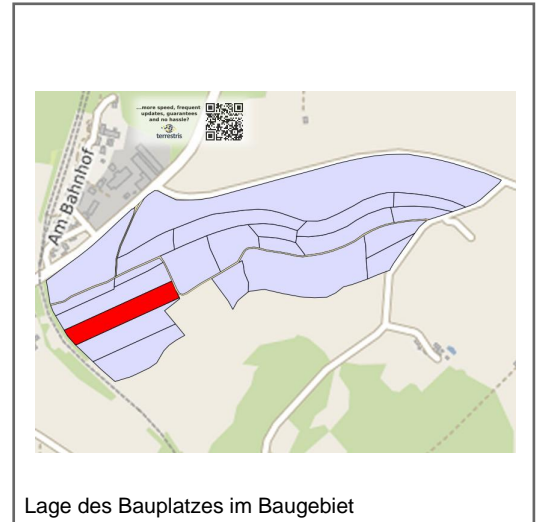 ...more speed, frequent
updates, guarantees
and no hassle?
terrestris
Am Bahnhof
Lage des Bauplatzes im Baugebiet